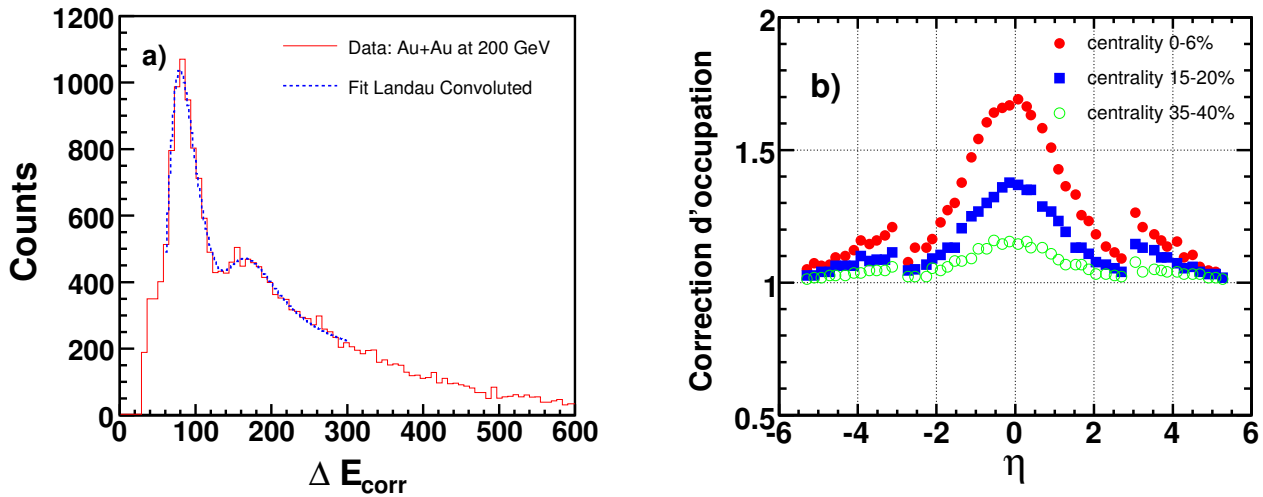 a)
Data: Au+Au at 200 GeV
Fit Landau Convoluted
Counts
1200
1000
800
600
400
200
0
0 100 200 300 400 500 600
Δ E_corr
b)
centrality 0-6%
centrality 15-20%
centrality 35-40%
Correction d'occupation
2
1.5
1
0.5
-6 -4 -2 0 2 4 6
η